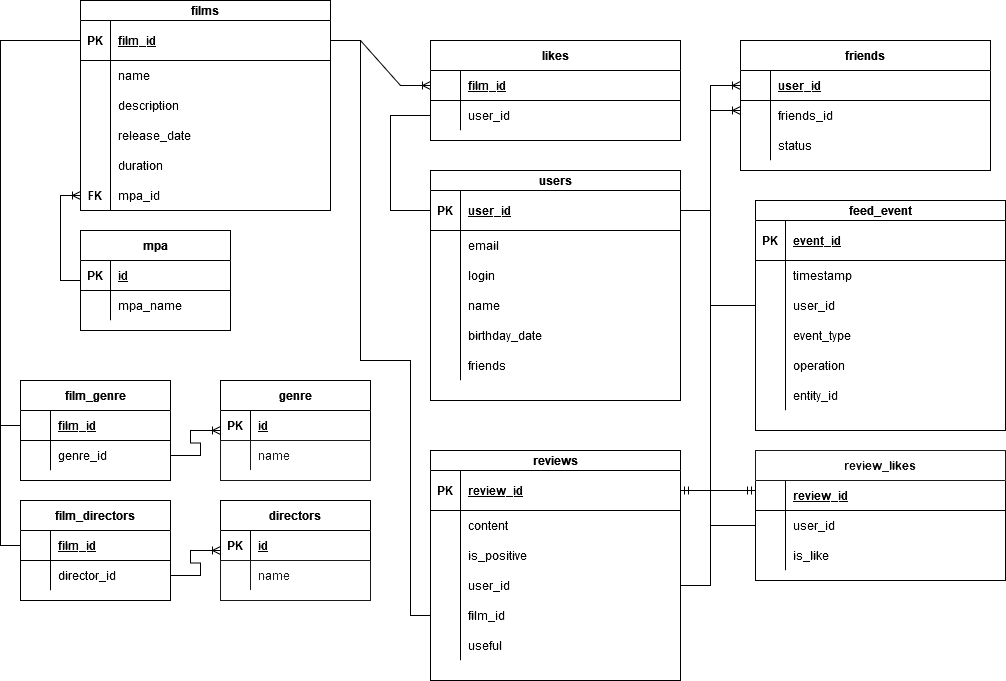 films
PK film_id
name
description
release_date
duration
FK mpa_id
mpa
PK id
mpa_name
film_genre
film_id
genre_id
genre
PK id
name
film_directors
film_id
director_id
directors
PK id
name
likes
film_id
user_id
users
PK user_id
email
login
name
birthday_date
friends
reviews
PK review_id
content
is_positive
user_id
film_id
useful
friends
user_id
friends_id
status
feed_event
PK event_id
timestamp
user_id
event_type
operation
entity_id
review_likes
review_id
user_id
is_like